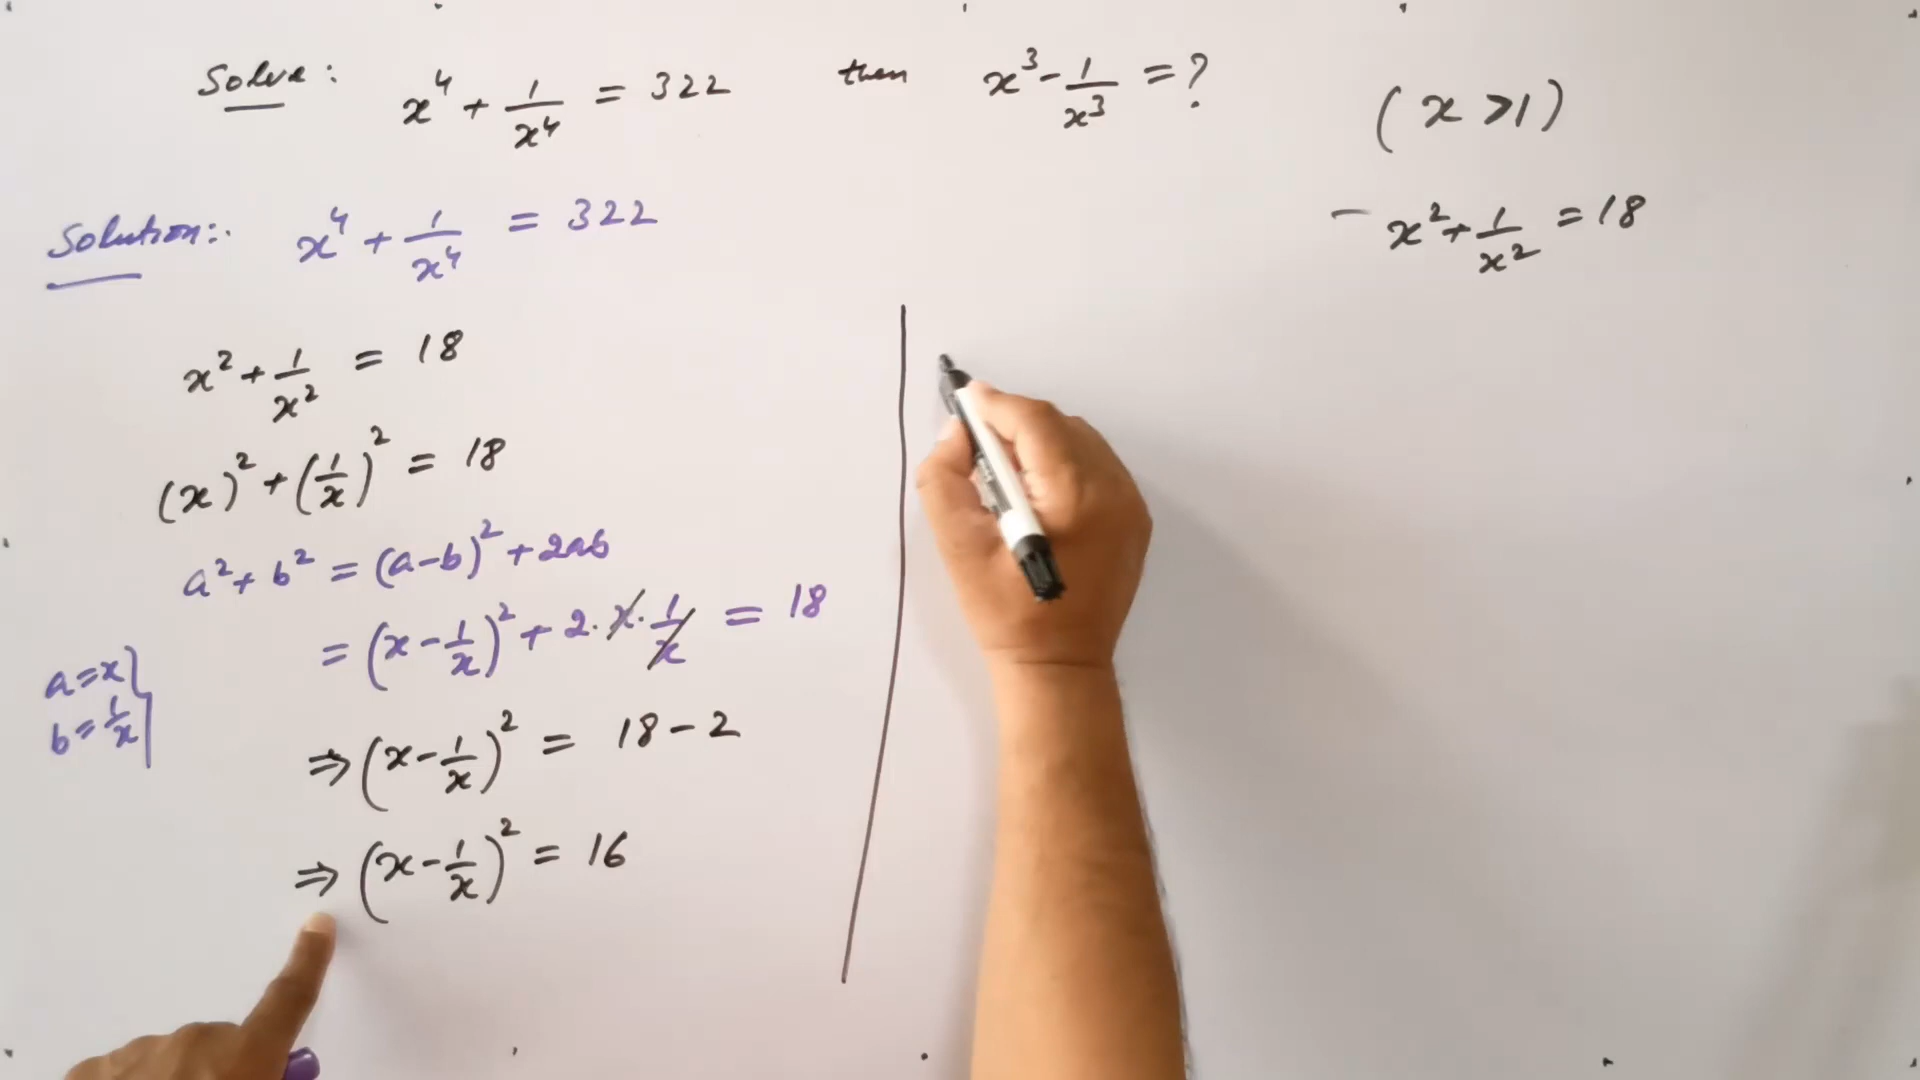 Solve: x⁴ + 1/x⁴ = 322 then x³ - 1/x³ = ? (x > 1)
Solution:. x⁴ + 1/x⁴ = 322
- x² + 1/x² = 18
x² + 1/x² = 18
(x)² + (1/x)² = 18
a² + b² = (a-b)² + 2ab
= (x - 1/x)² + 2·x·1/x = 18
a = x
b = 1/x
⇒ (x - 1/x)² = 18 - 2
⇒ (x - 1/x)² = 16